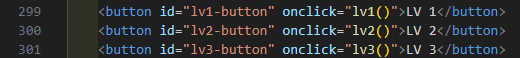 299 <button id="lv1-button" onclick="lv1()">LV 1</button>
300 <button id="lv2-button" onclick="lv2()">LV 2</button>
301 <button id="lv3-button" onclick="lv3()">LV 3</button>